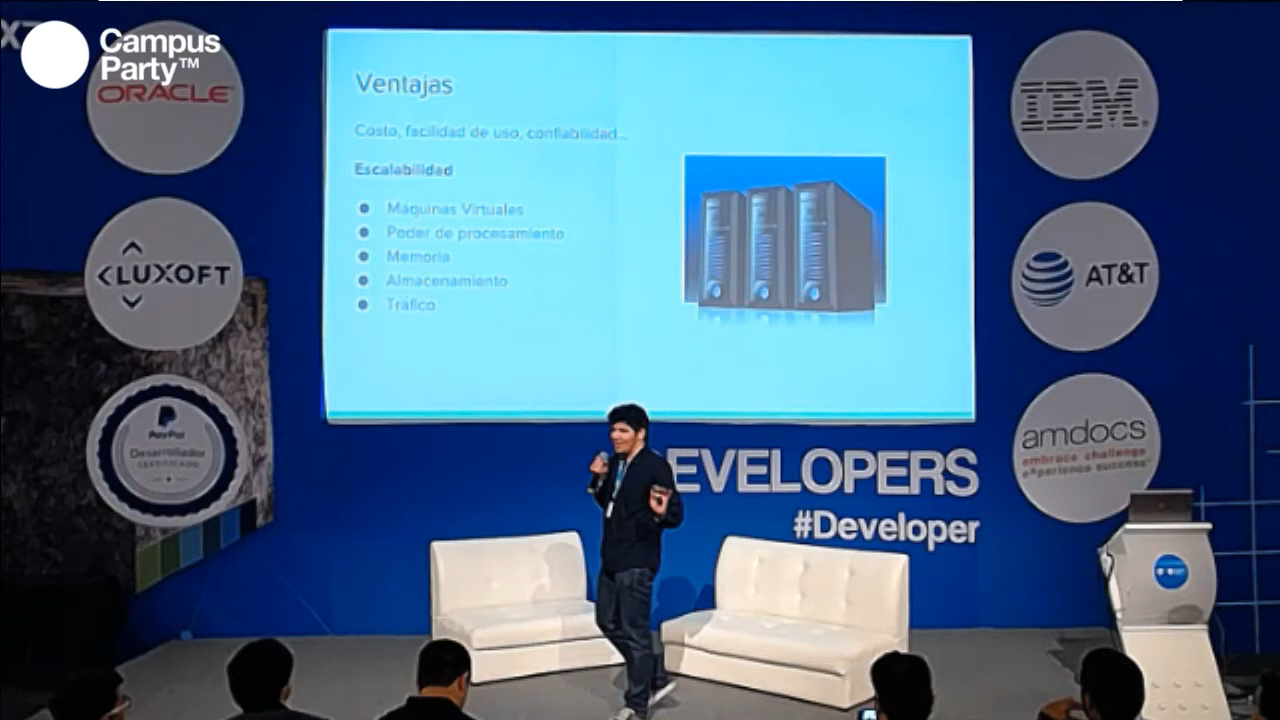 Campus
Party™
ORACLE
LUXOFT
PayPal
Desarrollador
CERTIFICADO
Ventajas
Costo, facilidad de uso, confiabilidad...
Escalabilidad
Máquinas Virtuales
Poder de procesamiento
Memoria
Almacenamiento
Tráfico
EVELOPERS
#Developer
IBM
AT&T
amdocs
embrace challenge
experience success